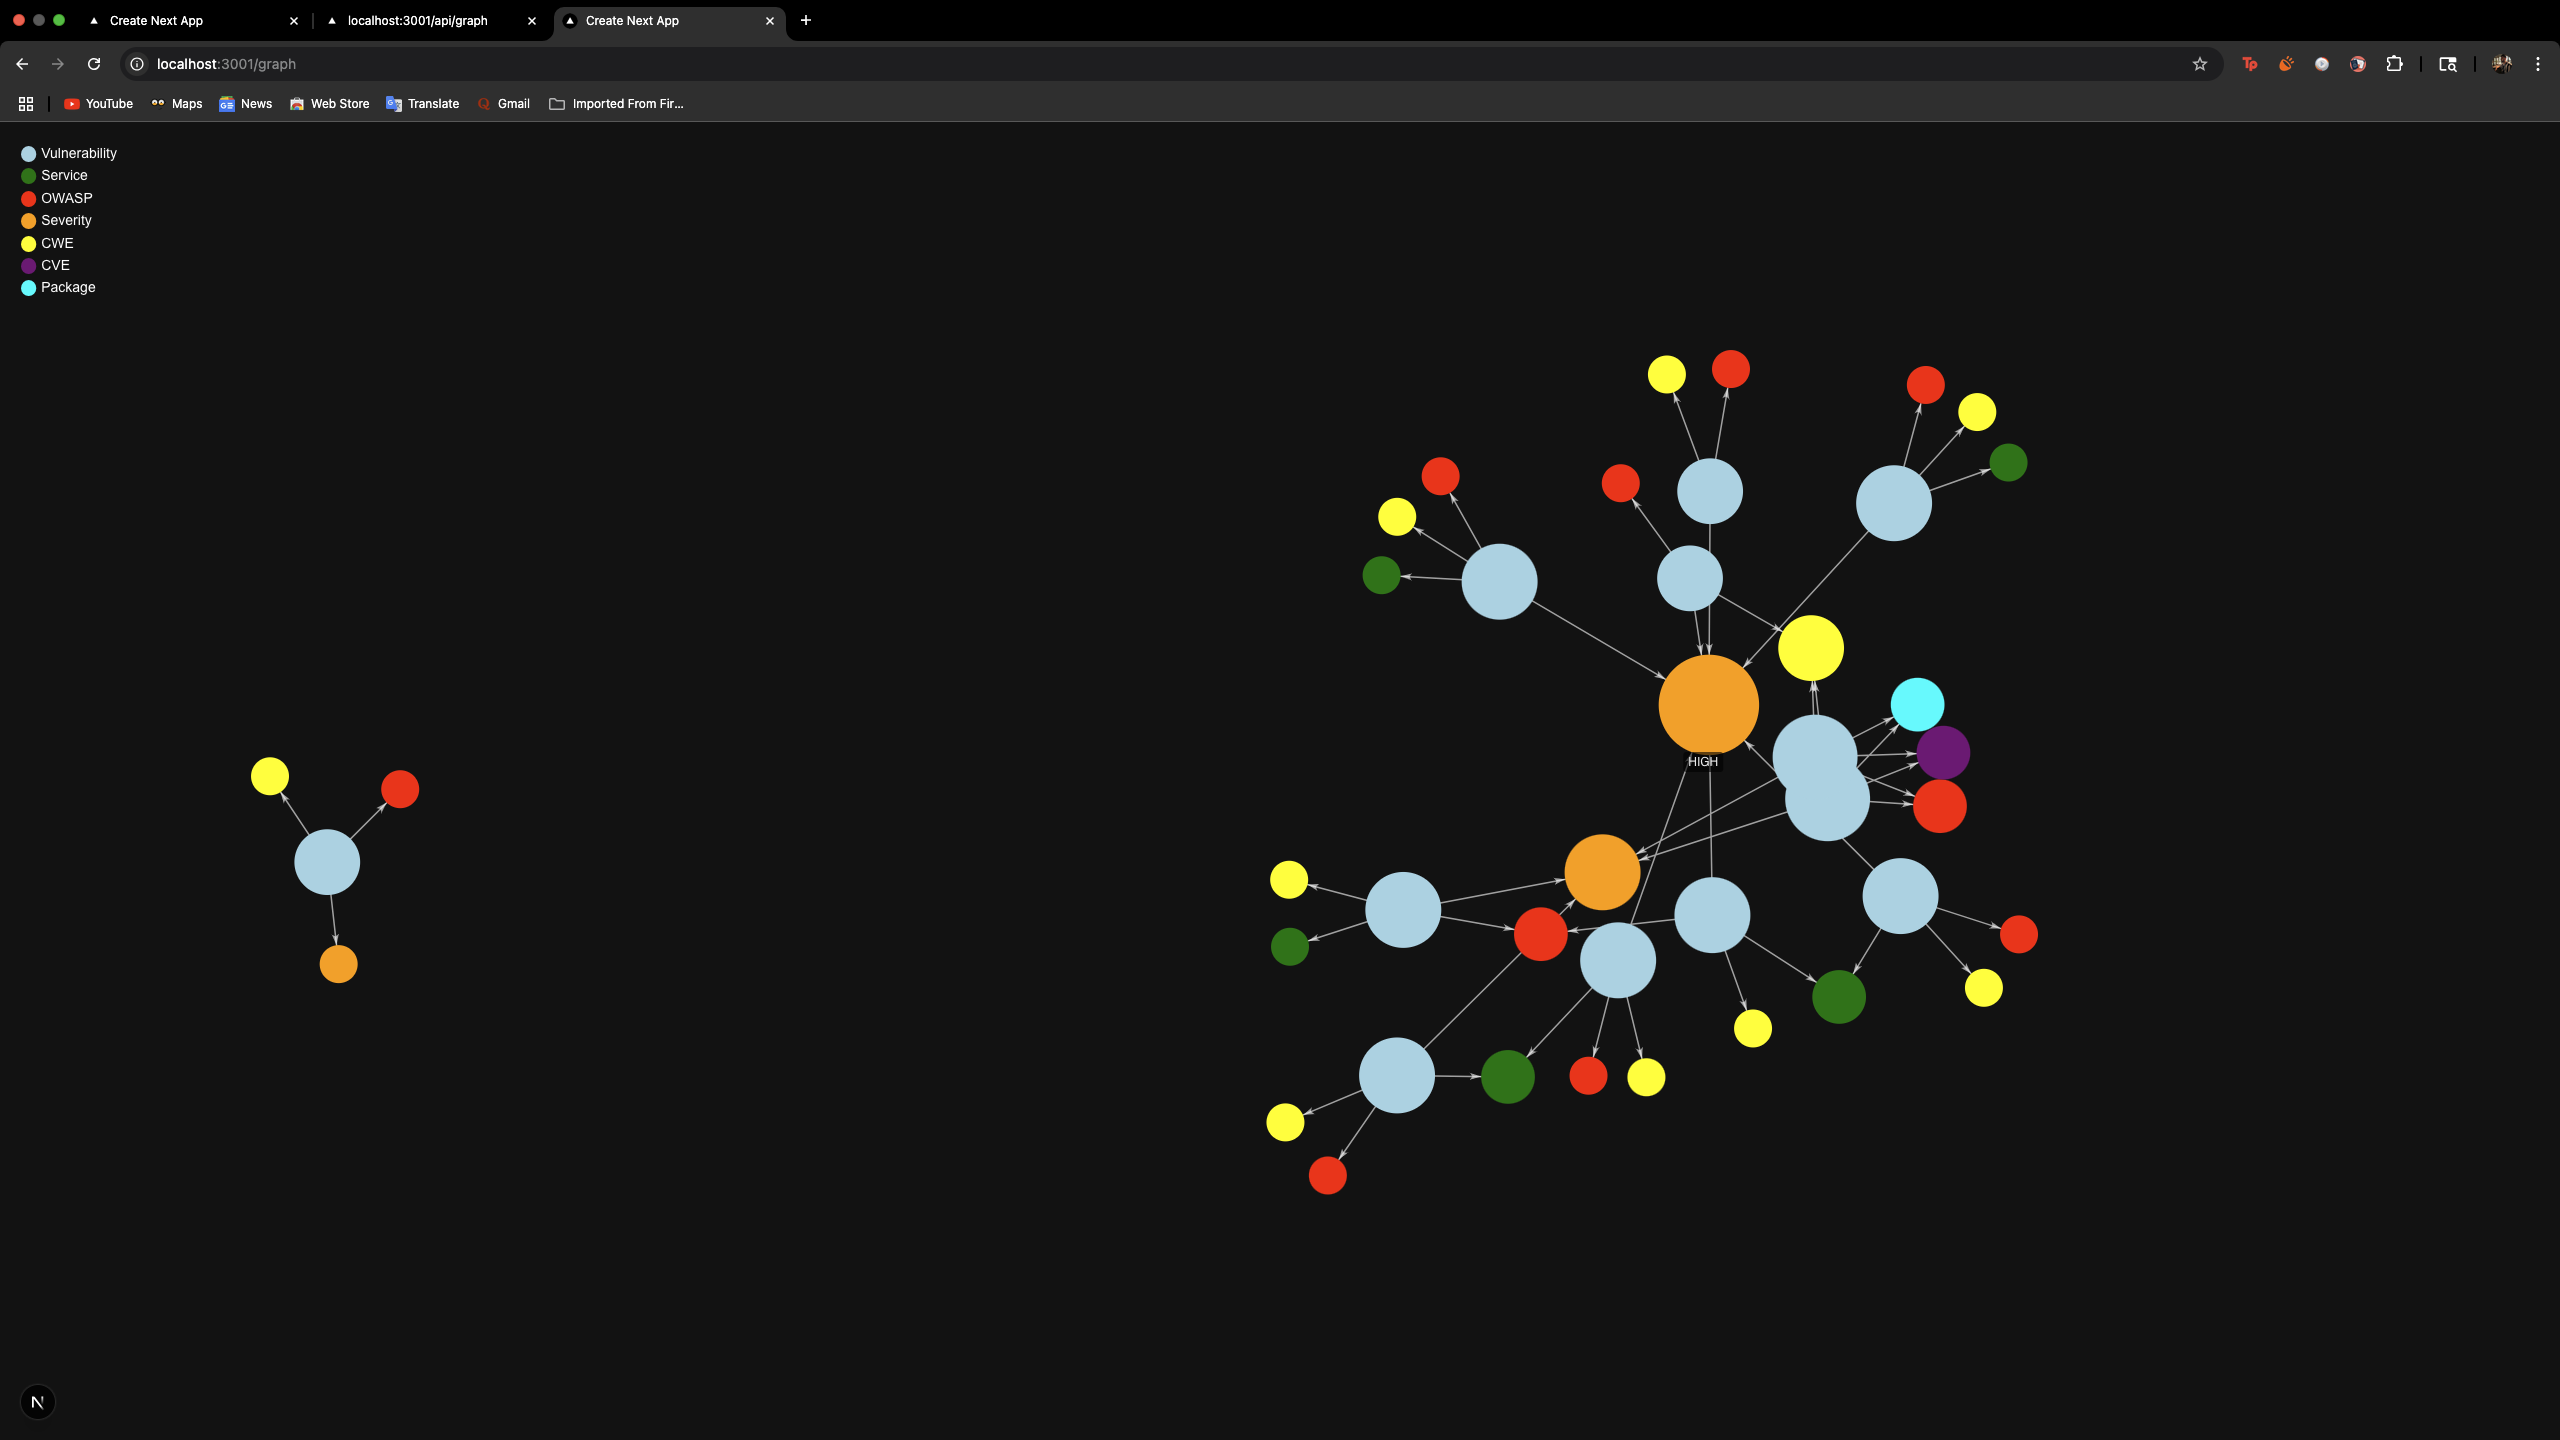 Create Next App
localhost:3001/api/graph
Create Next App
localhost:3001/graph
Tp
YouTube
Maps
News
Web Store
Translate
Gmail
Imported From Fir...
Vulnerability
Service
OWASP
Severity
CWE
CVE
Package
HIGH
N